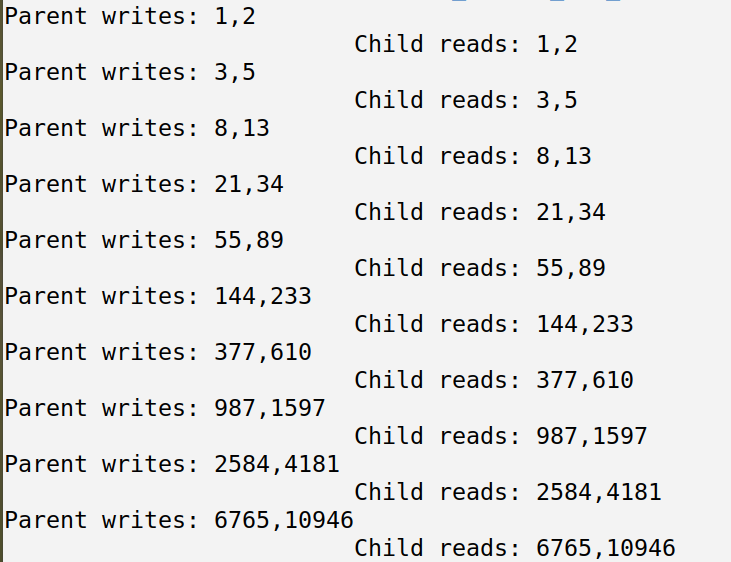 Parent writes: 1,2
Child reads: 1,2
Parent writes: 3,5
Child reads: 3,5
Parent writes: 8,13
Child reads: 8,13
Parent writes: 21,34
Child reads: 21,34
Parent writes: 55,89
Child reads: 55,89
Parent writes: 144,233
Child reads: 144,233
Parent writes: 377,610
Child reads: 377,610
Parent writes: 987,1597
Child reads: 987,1597
Parent writes: 2584,4181
Child reads: 2584,4181
Parent writes: 6765,10946
Child reads: 6765,10946